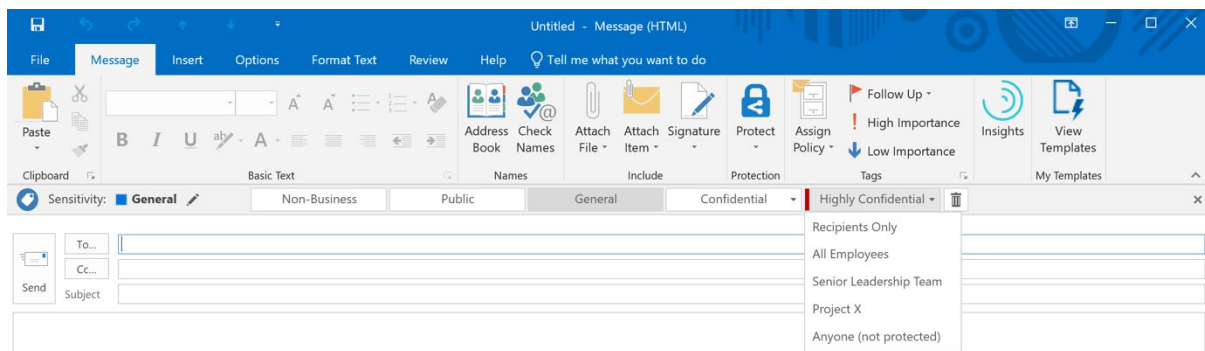 Untitled - Message (HTML)
File Message Insert Options Format Text Review Help Tell me what you want to do
Paste
B I U aby A
Address Book
Check Names
Attach File
Attach Item
Signature
Protect
Assign Policy
Follow Up
High Importance
Low Importance
Insights
View Templates
Clipboard Basic Text Names Include Protection Tags My Templates
Sensitivity: General Non-Business Public General Confidential Highly Confidential
Recipients Only
All Employees
Senior Leadership Team
Project X
Anyone (not protected)
Send
To...
Cc...
Subject